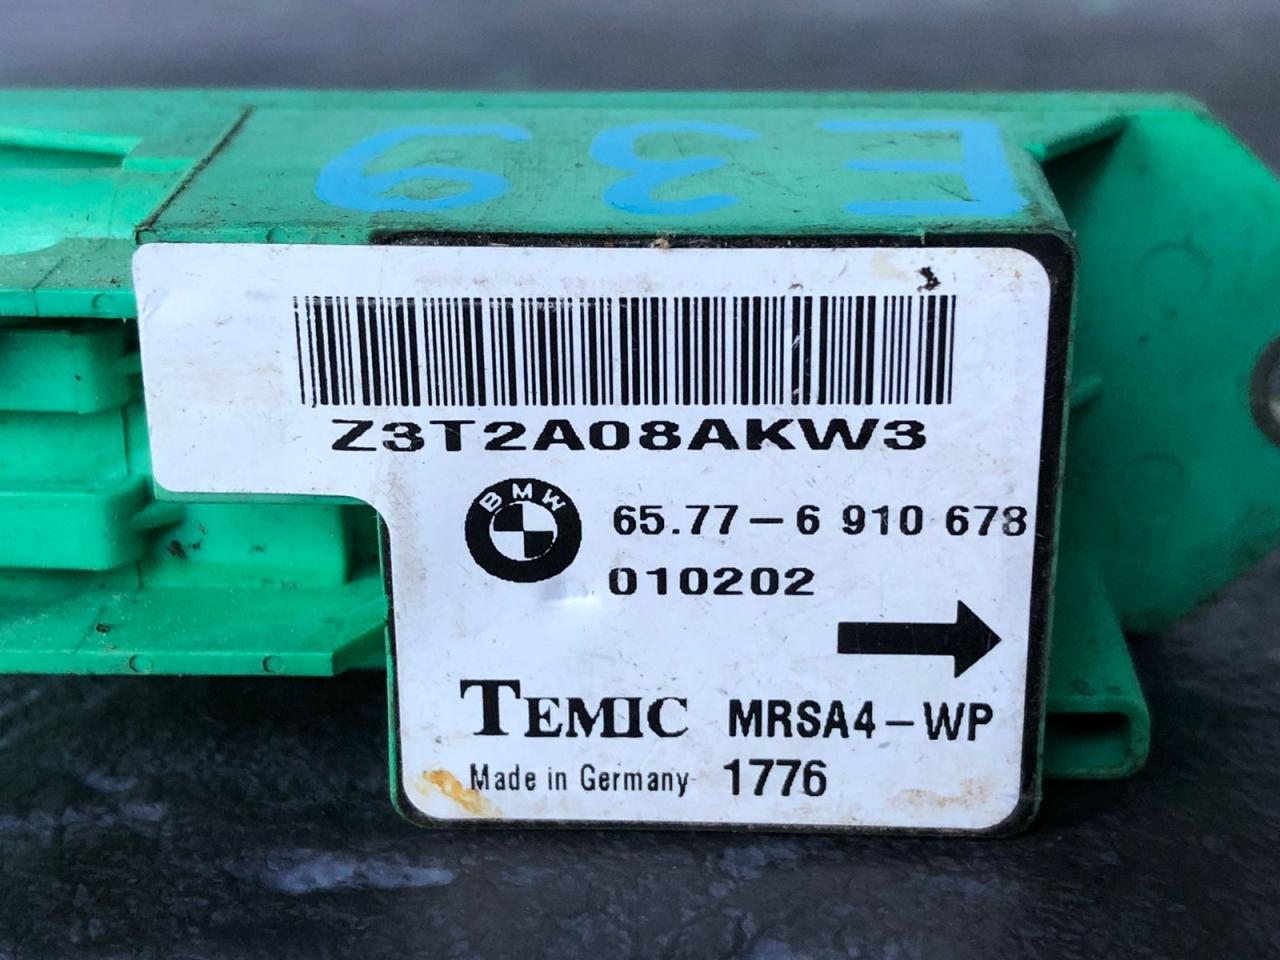 E39
Z3T2A08AKW3
BMW
65.77-6 910 678
010202
TEMIC MRSA4-WP
Made in Germany 1776